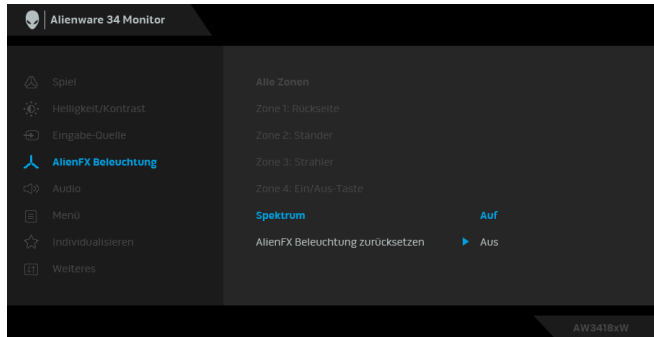 Alienware 34 Monitor
Spiel
Alle Zonen
Helligkeit/Kontrast
Zone 1: Rückseite
Eingabe-Quelle
Zone 2: Ständer
AlienFX Beleuchtung
Zone 3: Strahler
Audio
Zone 4: Ein/Aus-Taste
Menü
Spektrum
Auf
Individualisieren
AlienFX Beleuchtung zurücksetzen
Aus
Weiteres
AW3418xW